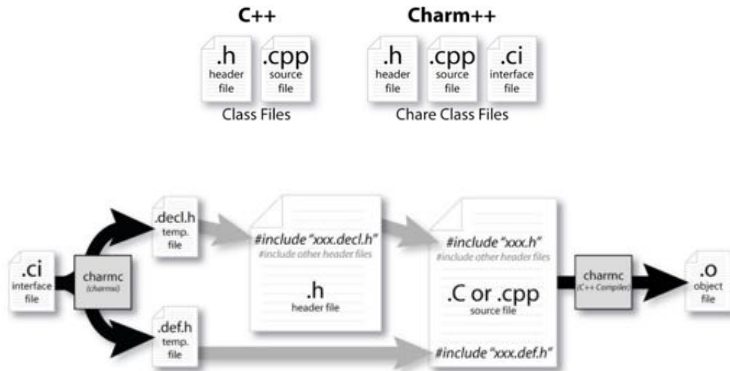 C++
Charm++
.h
header
file
.cpp
source
file
.h
header
file
.cpp
source
file
.ci
interface
file
Class Files
Chare Class Files
.ci
interface
file
charmc
(charmxi)
.decl.h
temp.
file
.def.h
temp.
file
#include "xxx.decl.h"
#include other header files
.h
header file
#include "xxx.h"
#include other header files
.C or .cpp
source file
#include "xxx.def.h"
charmc
(C++ Compiler)
.o
object
file